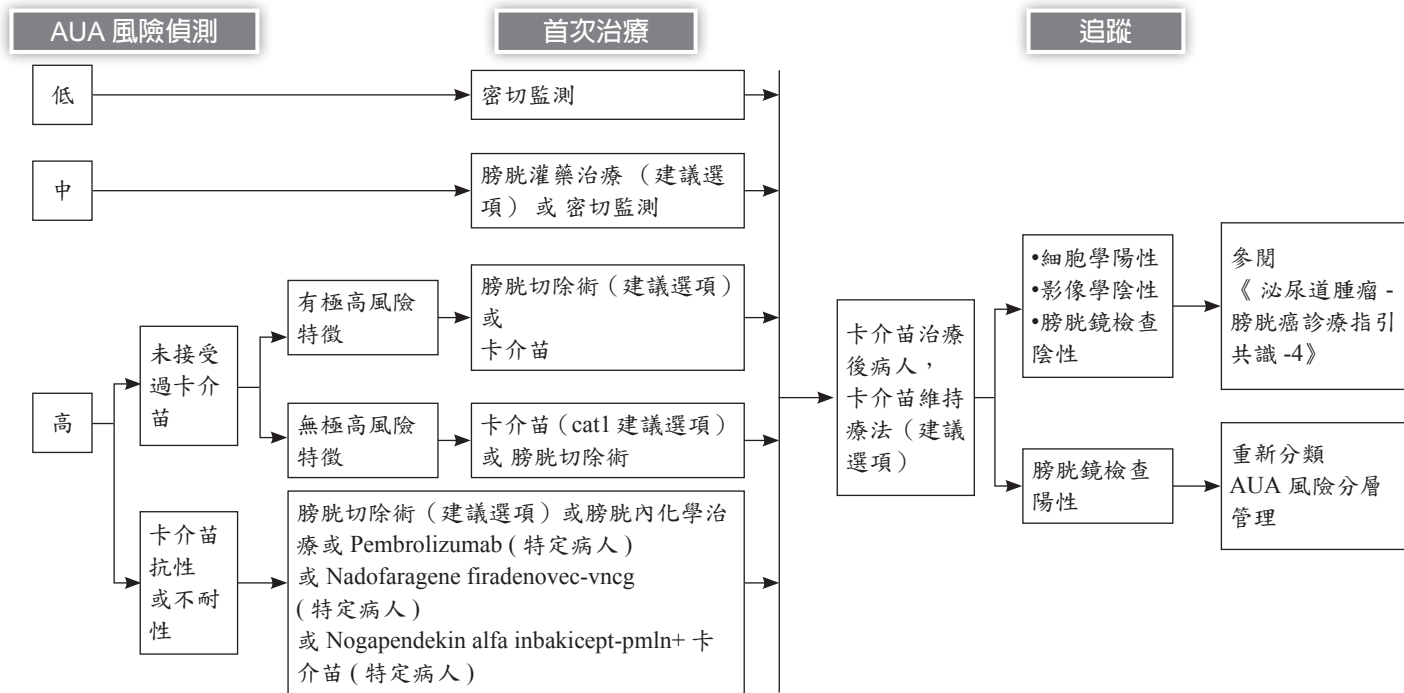 AUA 風險偵測
首次治療
追蹤
低
密切監測
中
膀胱灌藥治療 （建議選
項） 或 密切監測
高
未接受
過卡介
苗
有極高風險
特徵
膀胱切除術（建議選項）
或
卡介苗
無極高風險
特徵
卡介苗（cat1 建議選項）
或 膀胱切除術
卡介苗
抗性
或不耐
性
膀胱切除術（建議選項）或膀胱內化學治
療或 Pembrolizumab ( 特定病人 )
或 Nadofaragene firadenovec-vncg
( 特定病人 )
或 Nogapendekin alfa inbakicept-pmln+ 卡
介苗 ( 特定病人 )
卡介苗治療
後病人，
卡介苗維持
療法（建議
選項）
•細胞學陽性
•影像學陰性
•膀胱鏡檢查
陰性
參閱
《 泌尿道腫瘤 -
膀胱癌診療指引
共識 -4》
膀胱鏡檢查
陽性
重新分類
AUA 風險分層
管理